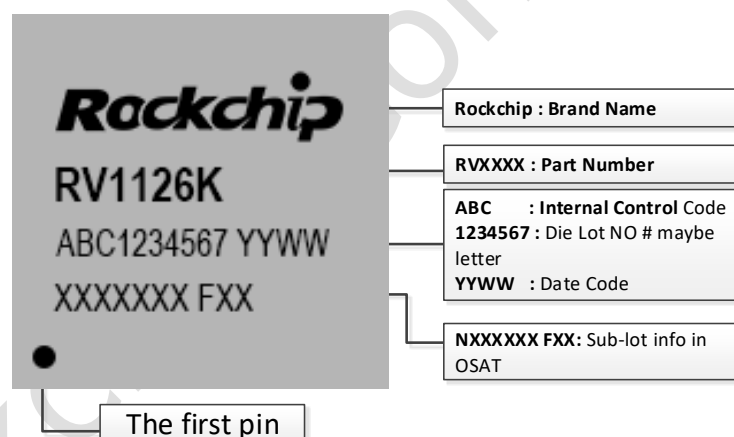 Rockchip
RV1126K
ABC1234567 YYWW
XXXXXXX FXX
Rockchip : Brand Name
RVXXXX : Part Number
ABC : Internal Control Code
1234567 : Die Lot NO # maybe
letter
YYWW : Date Code
NXXXXXX FXX: Sub-lot info in
OSAT
The first pin